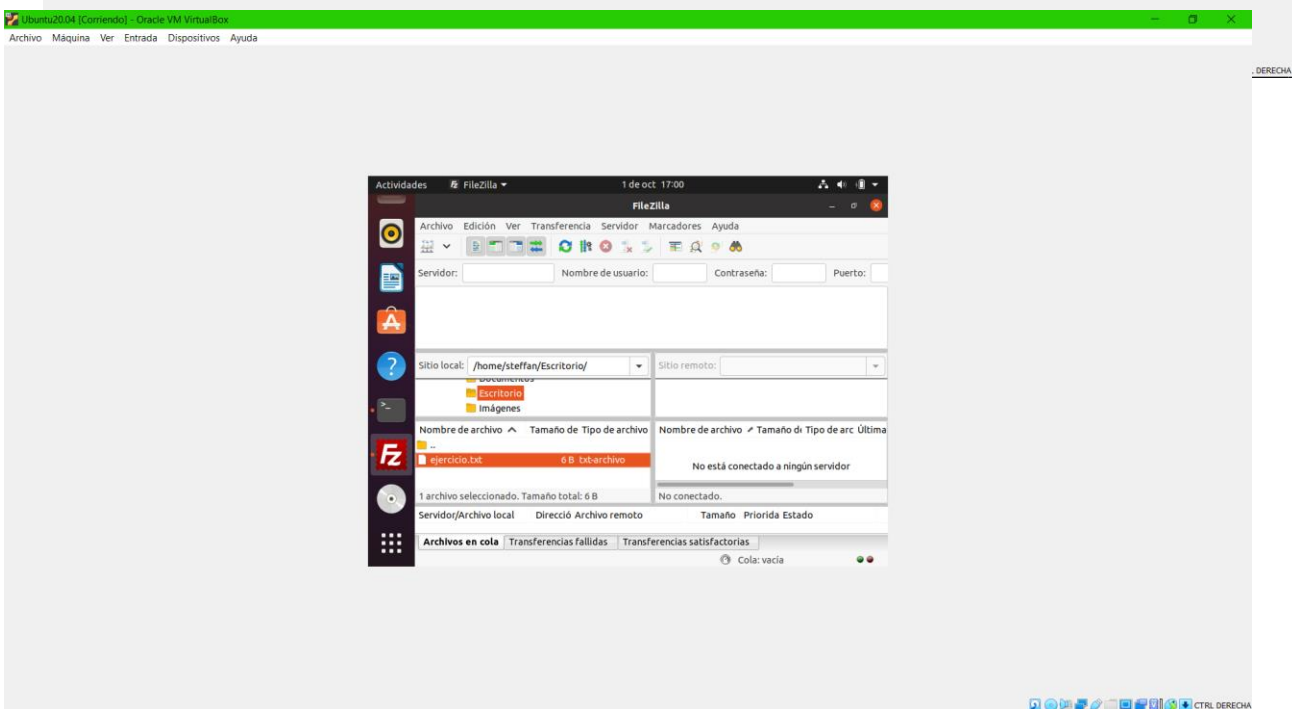 Ubuntu20.04 [Corriendo] - Oracle VM VirtualBox
Archivo Máquina Ver Entrada Dispositivos Ayuda
. DERECHA
Actividades FileZilla 1 de oct 17:00
FileZilla
Archivo Edición Ver Transferencia Servidor Marcadores Ayuda
Servidor: Nombre de usuario: Contraseña: Puerto:
Sitio local: /home/steffan/Escritorio/ Sitio remoto:
Documentos
Escritorio
Imágenes
Nombre de archivo Tamaño de Tipo de archivo Nombre de archivo Tamaño de Tipo de arc Última
..
ejercicio.txt 6 B txt-archivo
No está conectado a ningún servidor
1 archivo seleccionado. Tamaño total: 6 B No conectado.
Servidor/Archivo local Direcció Archivo remoto Tamaño Priorida Estado
Archivos en cola Transferencias fallidas Transferencias satisfactorias
Cola: vacía
CTRL DERECHA